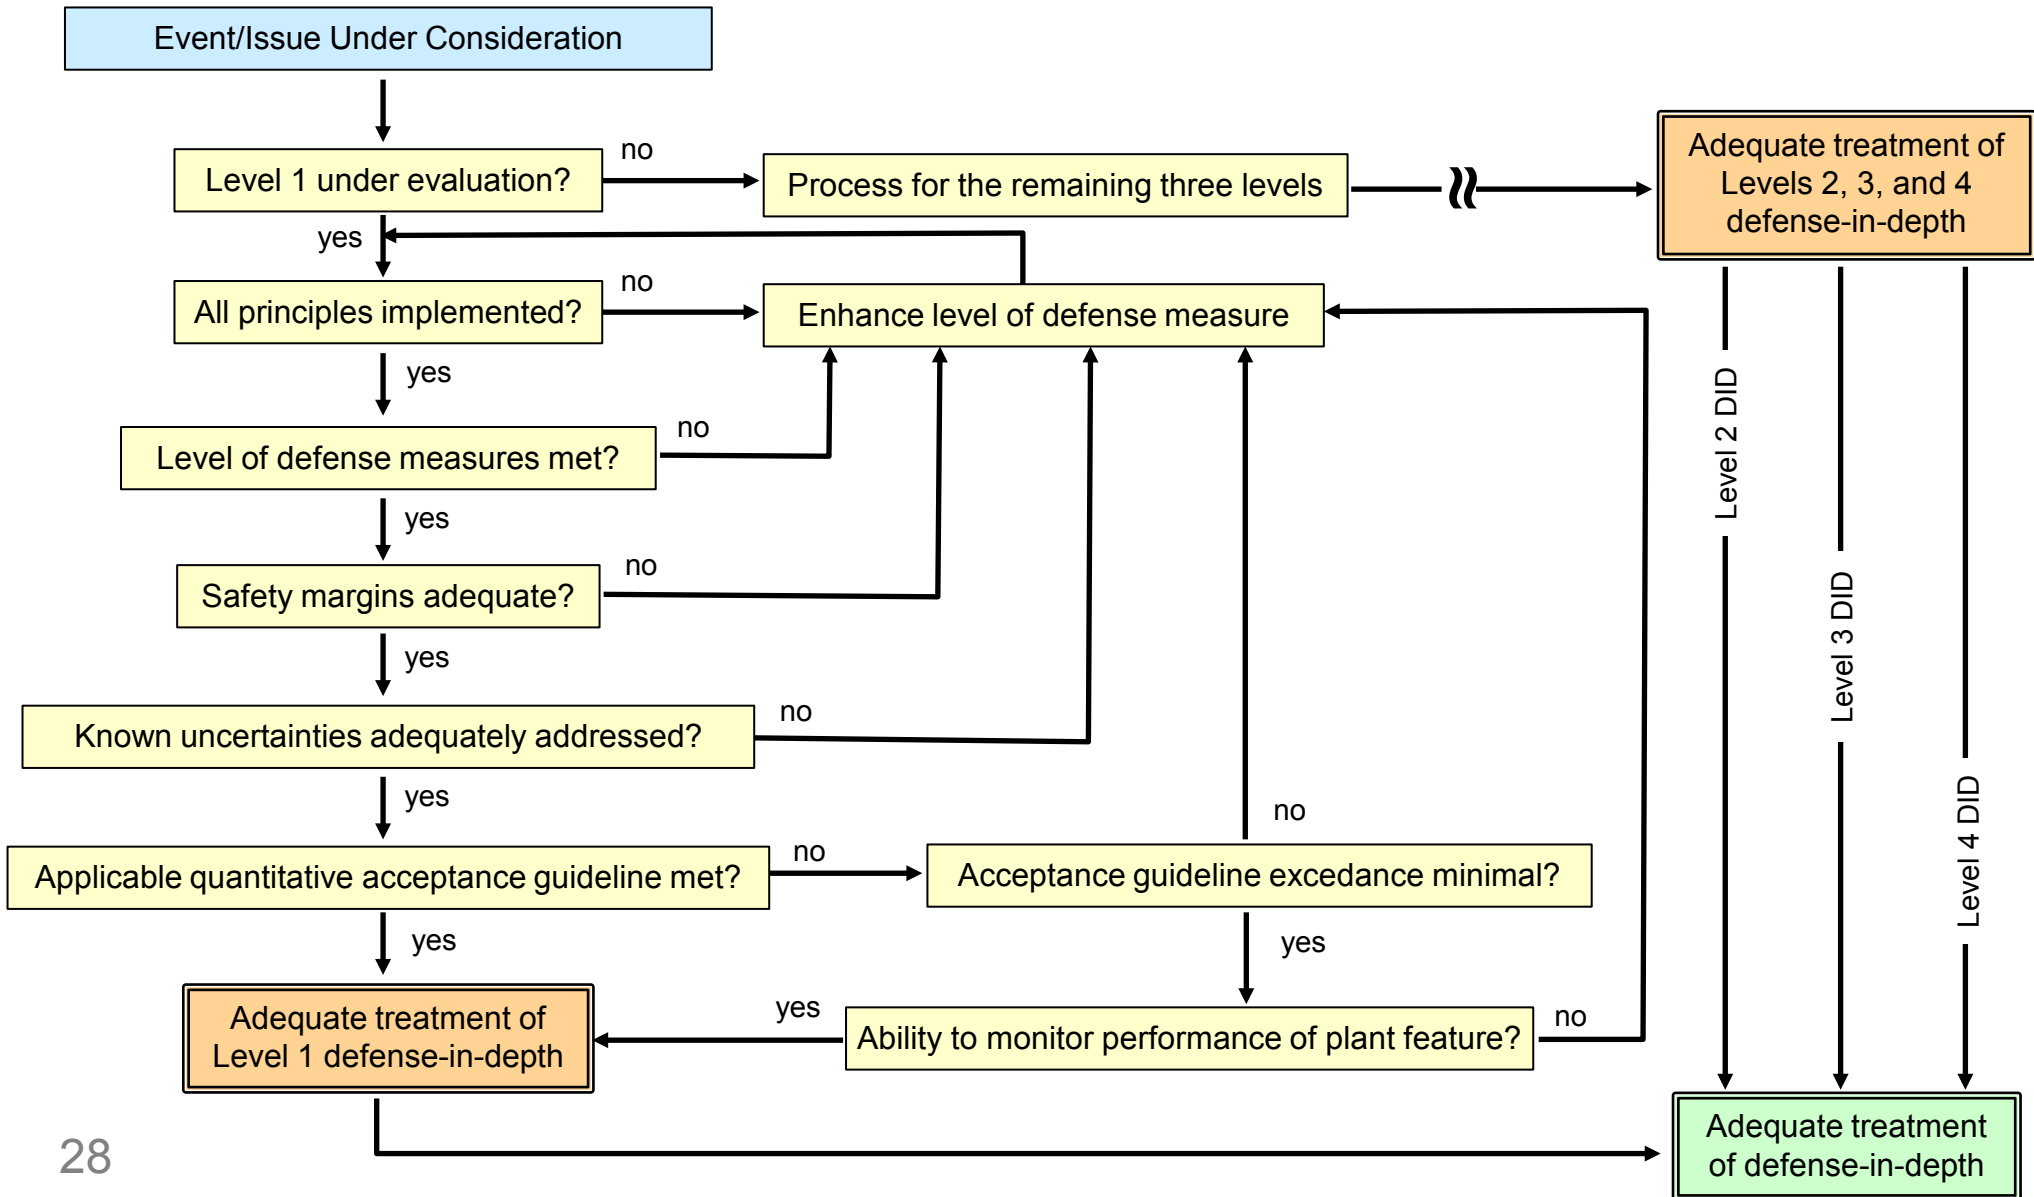 Event/Issue Under Consideration
Level 1 under evaluation?
no
Process for the remaining three levels
Adequate treatment of
Levels 2, 3, and 4
defense-in-depth
yes
All principles implemented?
no
Enhance level of defense measure
yes
Level of defense measures met?
no
yes
Safety margins adequate?
no
yes
Known uncertainties adequately addressed?
no
yes
Applicable quantitative acceptance guideline met?
no
Acceptance guideline excedance minimal?
no
yes
yes
Adequate treatment of
Level 1 defense-in-depth
yes
Ability to monitor performance of plant feature?
no
Level 2 DID
Level 3 DID
Level 4 DID
Adequate treatment
of defense-in-depth
28